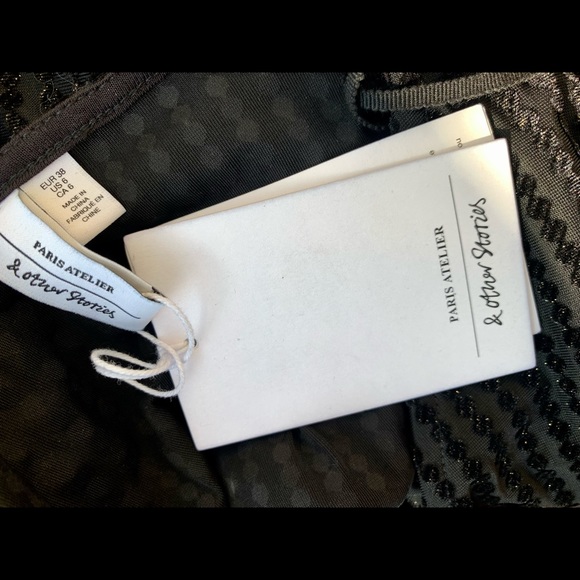 EUR 38
US 6
CA 6
MADE IN
CHINA
FABRIQUE EN
CHINE
PARIS ATELIER
& other Stories
PARIS ATELIER
& other Stories